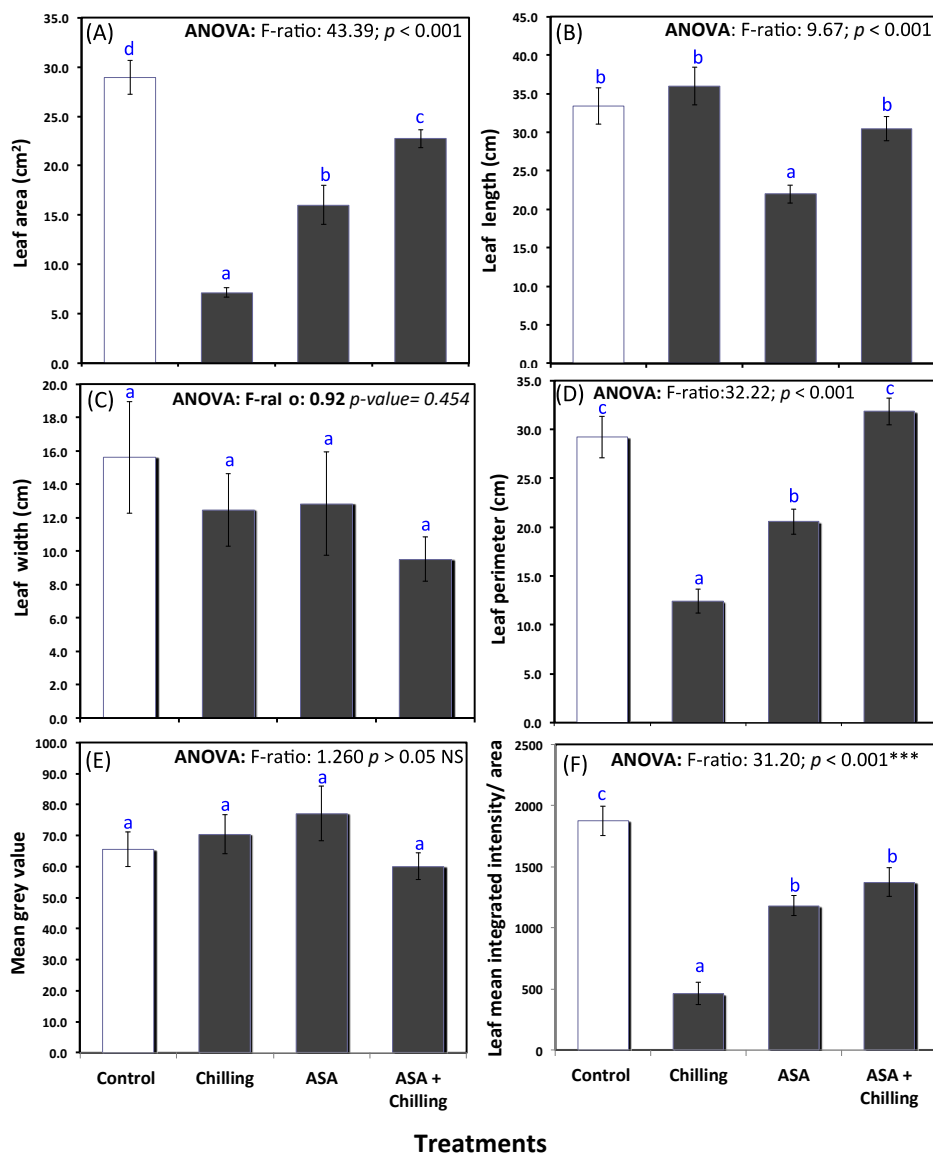 (A) ANOVA: F-ratio: 43.39; p < 0.001
Leaf area (cm²)
35.0
30.0
25.0
20.0
15.0
10.0
5.0
0.0
d
a
b
c
(B) ANOVA: F-ratio: 9.67; p < 0.001
Leaf length (cm)
45.0
40.0
35.0
30.0
25.0
20.0
15.0
10.0
5.0
0.0
b
b
a
b
(C) ANOVA: F-raI o: 0.92 p-value= 0.454
Leaf width (cm)
20.0
18.0
16.0
14.0
12.0
10.0
8.0
6.0
4.0
2.0
0.0
a
a
a
a
(D) ANOVA: F-ratio:32.22; p < 0.001
Leaf perimeter (cm)
35.0
30.0
25.0
20.0
15.0
10.0
5.0
0.0
c
a
b
c
(E) ANOVA: F-ratio: 1.260 p > 0.05 NS
Mean grey value
100.0
90.0
80.0
70.0
60.0
50.0
40.0
30.0
20.0
10.0
0.0
a
a
a
a
Control Chilling ASA ASA +
Chilling
(F) ANOVA: F-ratio: 31.20; p < 0.001***
Leaf mean integrated intensity/ area
2500
2000
1500
1000
500
0
c
a
b
b
Control Chilling ASA ASA +
Chilling
Treatments